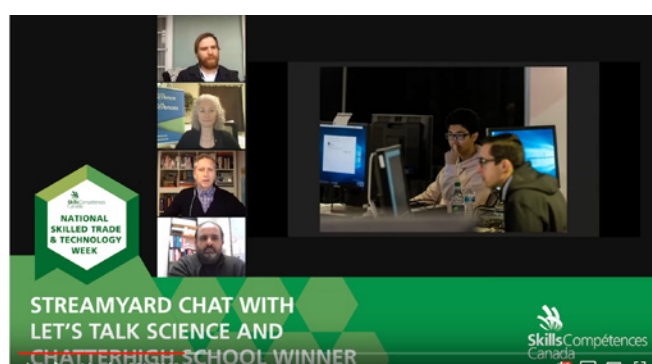 Skills Compétences
Canada
NATIONAL
SKILLED TRADE
& TECHNOLOGY
WEEK
STREAMYARD CHAT WITH
LET'S TALK SCIENCE AND
CHATTERHIGH SCHOOL WINNER
Skills Compétences
Canada